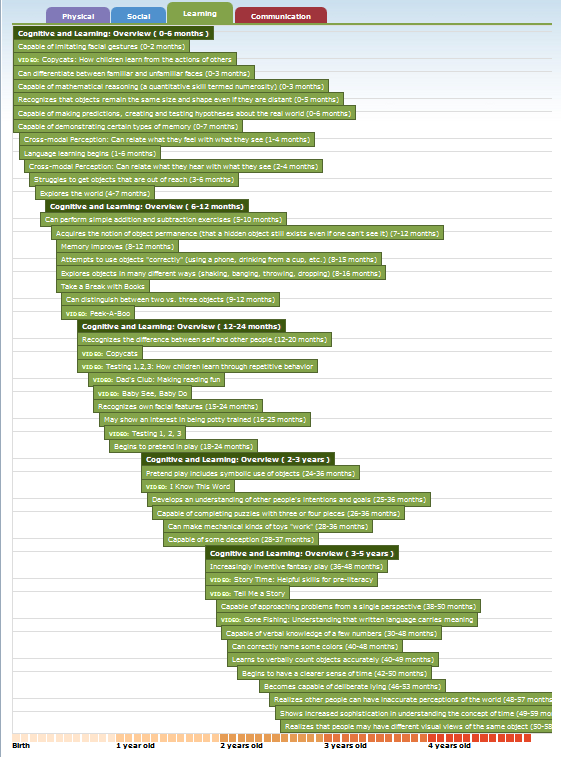 Physical
Social
Learning
Communication
Cognitive and Learning: Overview ( 0-6 months )
Capable of imitating facial gestures (0-2 months)
VIDEO: Copycats: How children learn from the actions of others
Can differentiate between familiar and unfamiliar faces (0-3 months)
Capable of mathematical reasoning (a quantitative skill termed numerosity) (0-3 months)
Recognizes that objects remain the same size and shape even if they are distant (0-5 months)
Capable of making predictions, creating and testing hypotheses about the real world (0-6 months)
Capable of demonstrating certain types of memory (0-7 months)
Cross-modal Perception: Can relate what they feel with what they see (1-4 months)
Language learning begins (1-6 months)
Cross-modal Perception: Can relate what they hear with what they see (2-4 months)
Struggles to get objects that are out of reach (3-6 months)
Explores the world (4-7 months)
Cognitive and Learning: Overview ( 6-12 months)
Can perform simple addition and subtraction exercises (5-10 months)
Acquires the notion of object permanence (that a hidden object still exists even if one can't see it) (7-12 months)
Memory improves (8-12 months)
Attempts to use objects "correctly" (using a phone, drinking from a cup, etc.) (8-15 months)
Explores objects in many different ways (shaking, banging, throwing, dropping) (8-16 months)
Take a Break with Books
Can distinguish between two vs. three objects (9-12 months)
VIDEO: Peek-A-Boo
Cognitive and Learning: Overview ( 12-24 months)
Recognizes the difference between self and other people (12-20 months)
VIDEO: Copycats
VIDEO: Testing 1,2,3: How children learn through repetitive behavior
VIDEO: Dad's Club: Making reading fun
VIDEO: Baby See, Baby Do
Recognizes own facial features (15-24 months)
May show an interest in being potty trained (16-25 months)
VIDEO: Testing 1, 2, 3
Begins to pretend in play (18-24 months)
Cognitive and Learning: Overview ( 2-3 years )
Pretend play includes symbolic use of objects (24-36 months)
VIDEO: I Know This Word
Develops an understanding of other people's intentions and goals (25-36 months)
Capable of completing puzzles with three or four pieces (26-36 months)
Can make mechanical kinds of toys "work" (28-36 months)
Capable of some deception (28-37 months)
Cognitive and Learning: Overview ( 3-5 years )
Increasingly inventive fantasy play (36-48 months)
VIDEO: Story Time: Helpful skills for pre-literacy
VIDEO: Tell Me a Story
Capable of approaching problems from a single perspective (38-50 months)
VIDEO: Gone Fishing: Understanding that written language carries meaning
Capable of verbal knowledge of a few numbers (30-48 months)
Can correctly name some colors (40-48 months)
Learns to verbally count objects accurately (40-49 months)
Begins to have a clearer sense of time (42-50 months)
Becomes capable of deliberate lying (46-53 months)
Realizes other people can have inaccurate perceptions of the world (48-57 months
Shows increased sophistication in understanding the concept of time (49-59 mo
Realizes that people may have different visual views of the same object (50-58
Birth
1 year old
2 years old
3 years old
4 years old